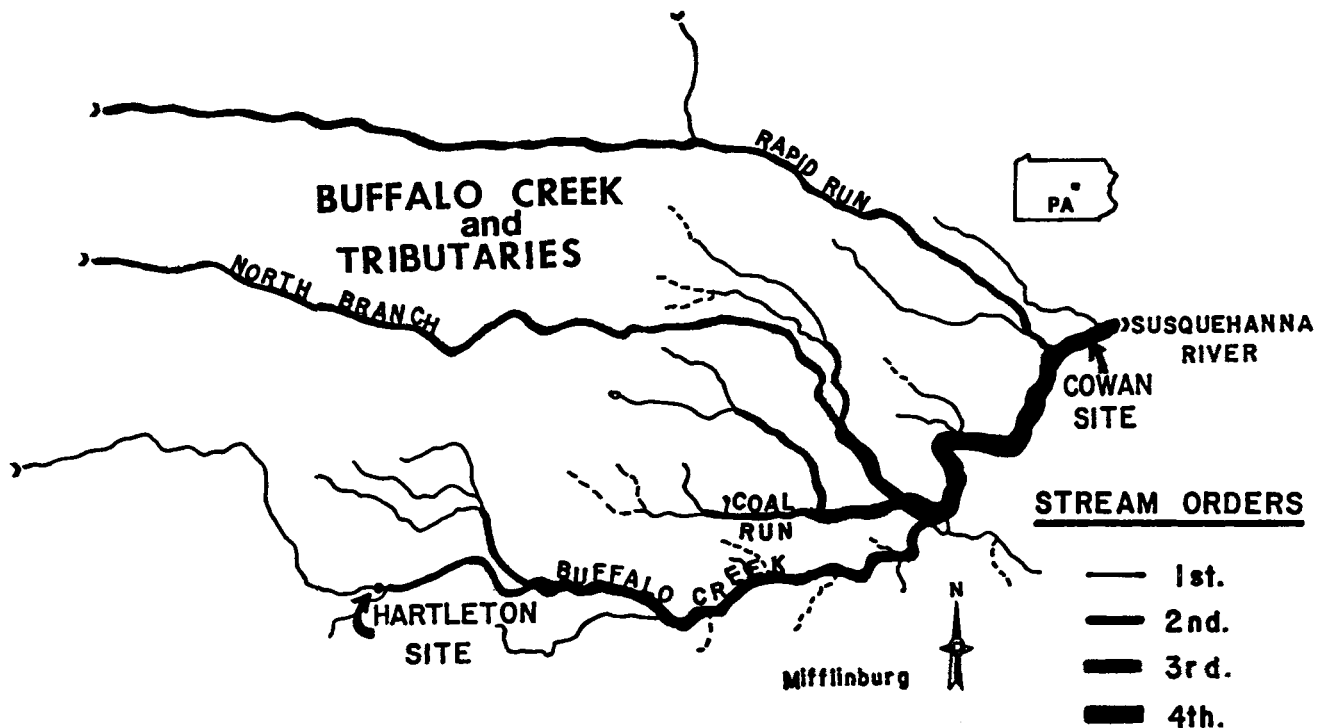 RAPID RUN
BUFFALO CREEK
and
TRIBUTARIES
PA
NORTH BRANCH
SUSQUEHANNA
RIVER
COWAN
SITE
COAL
RUN
STREAM ORDERS
BUFFALO CREEK
1st.
N
HARTLETON
SITE
2nd.
3rd.
Mifflinburg
4th.